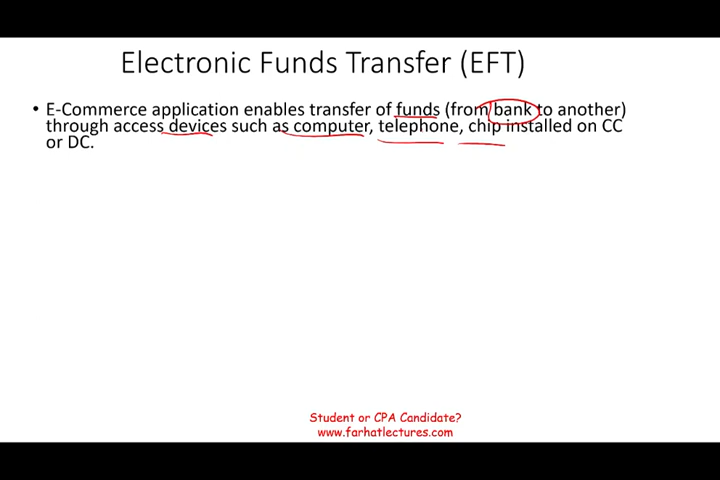 Electronic Funds Transfer (EFT)
• E-Commerce application enables transfer of funds (from bank to another)
through access devices such as computer, telephone, chip installed on CC
or DC.
Student or CPA Candidate?
www.farhatlectures.com